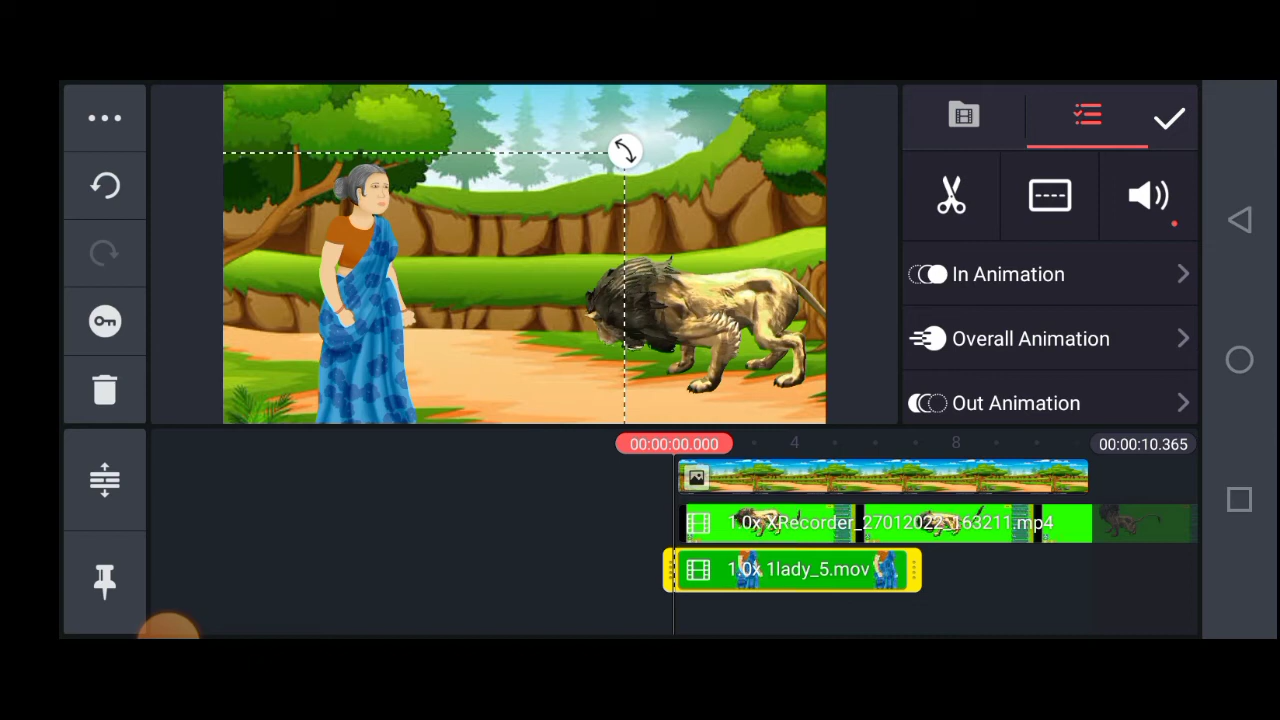 In Animation
Overall Animation
Out Animation
00:00:00.000
4
8
00:00:10.365
1.0x XRecorder_27012022_163211.mp4
1.0x 1lady_5.mov